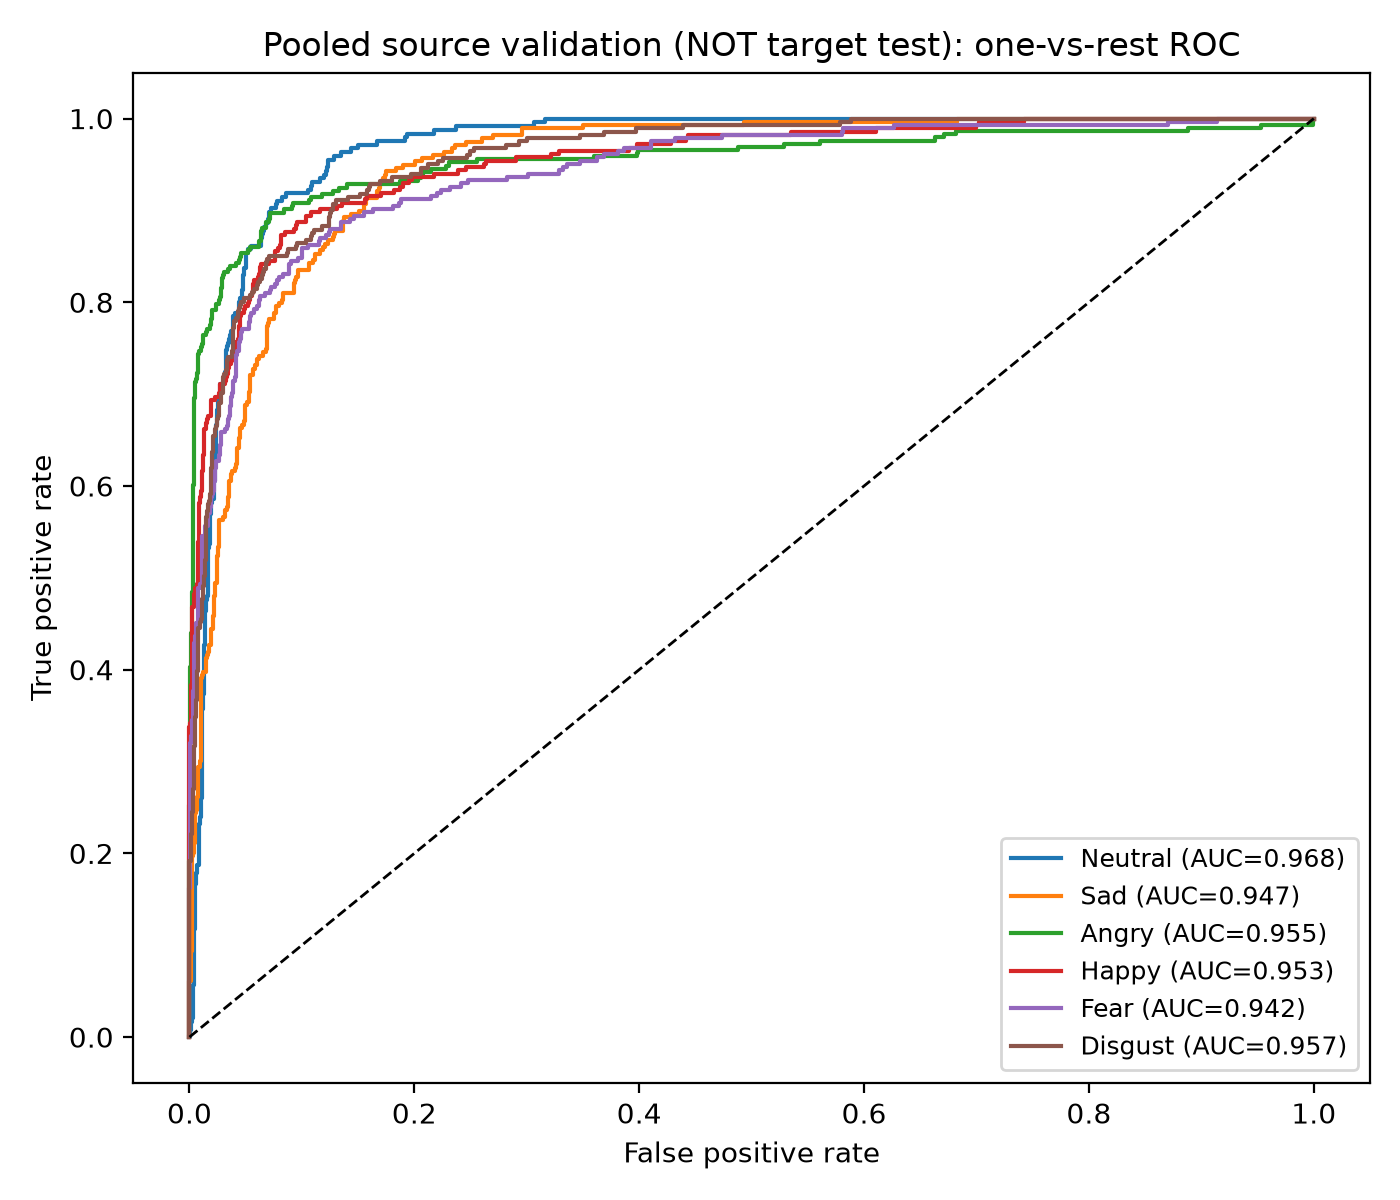 Pooled source validation (NOT target test): one-vs-rest ROC
1.0
0.8
0.6
0.4
0.2
0.0
True positive rate
0.0 0.2 0.4 0.6 0.8 1.0
False positive rate
Neutral (AUC=0.968)
Sad (AUC=0.947)
Angry (AUC=0.955)
Happy (AUC=0.953)
Fear (AUC=0.942)
Disgust (AUC=0.957)